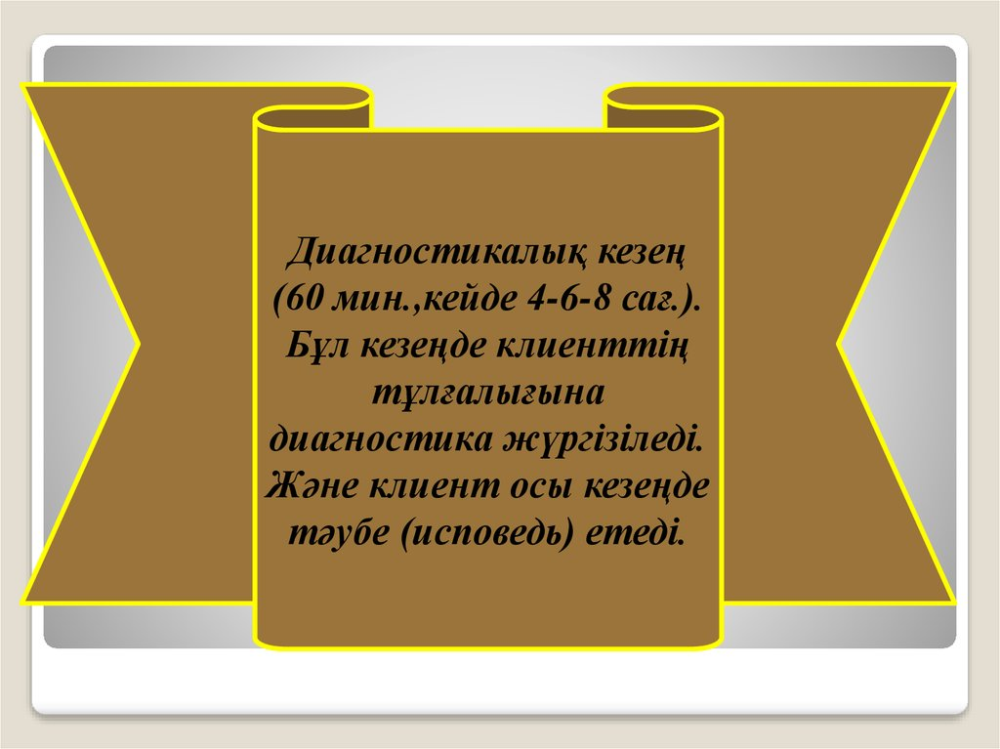 Диагностикалық кезең
(60 мин.,кейде 4-6-8 сағ.).
Бұл кезеңде клиенттің
тұлғалығына
диагностика жүргізіледі.
Және клиент осы кезеңде
тәубе (исповедь) етеді.